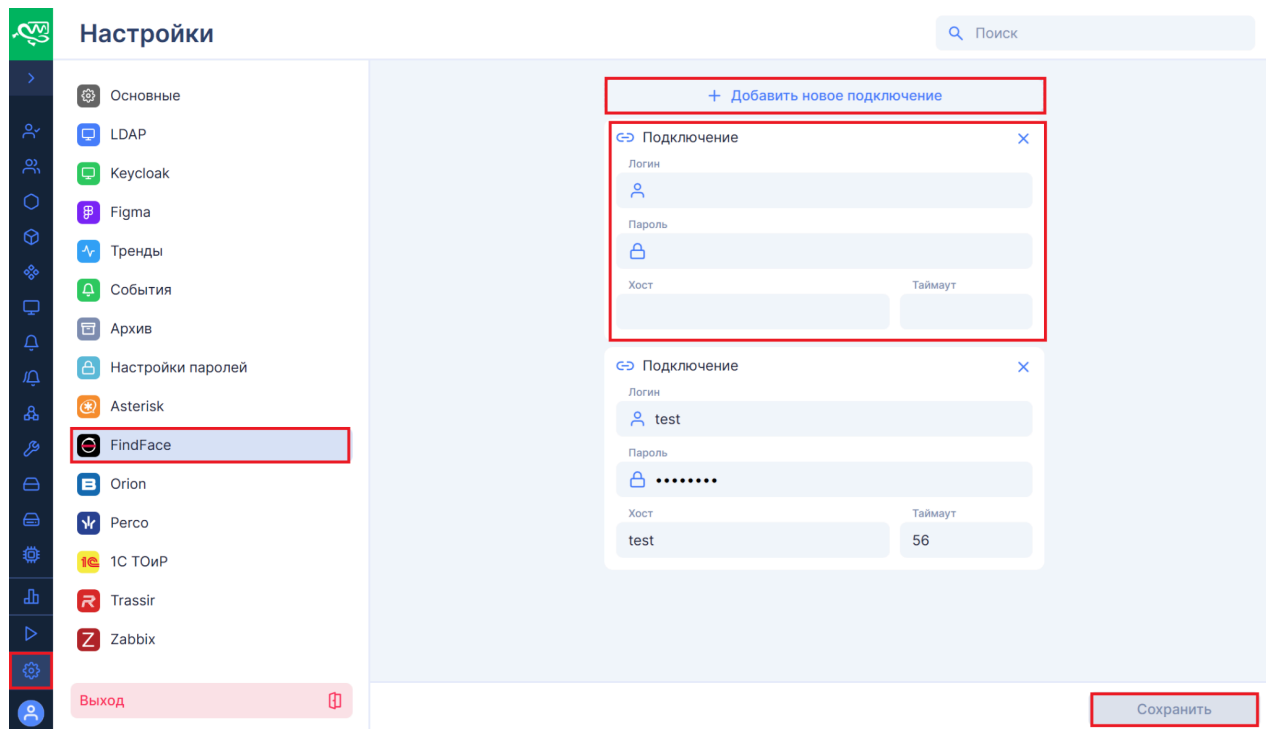 Настройки
Поиск
Основные
LDAP
Keycloak
Figma
Тренды
События
Архив
Настройки паролей
Asterisk
FindFace
Orion
Perco
1С ТОиР
Trassir
Zabbix
Выход
+ Добавить новое подключение
Подключение
Логин
Пароль
Хост Таймаут
Подключение
Логин
test
Пароль
••••••••
Хост Таймаут
test 56
Сохранить